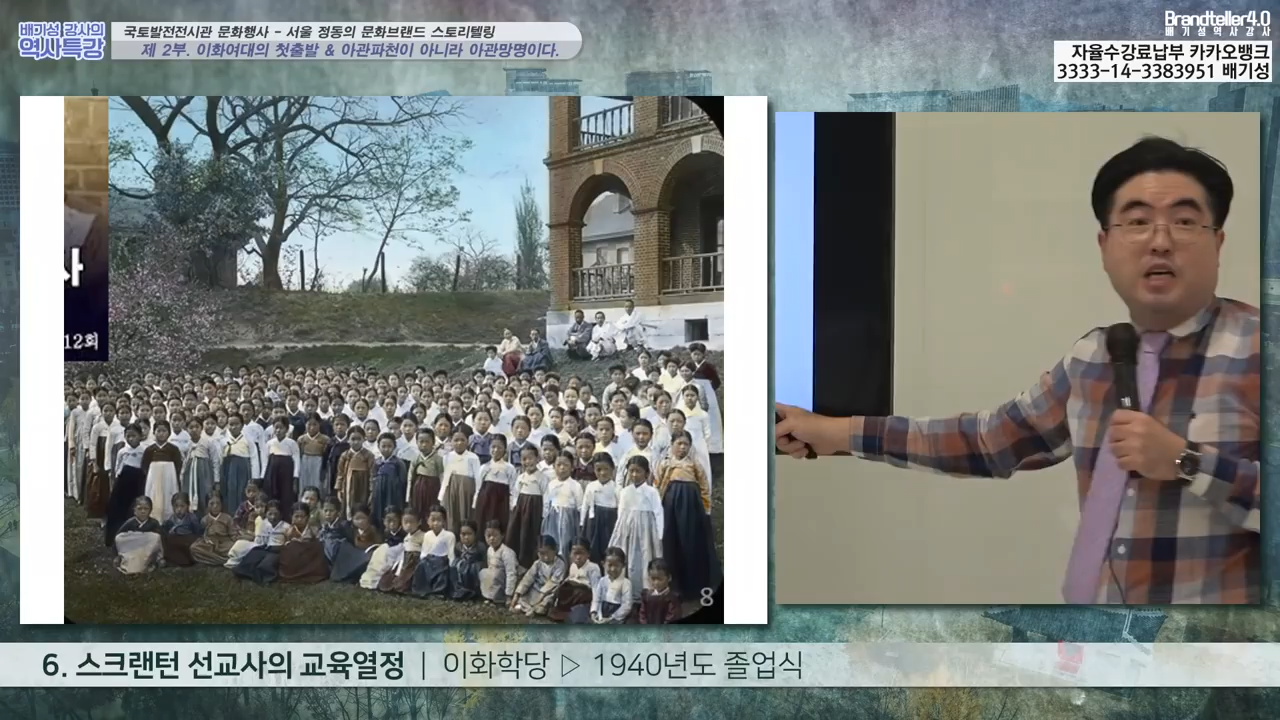 배기성 강사의
역사특강
국토발전전시관 문화행사 - 서울 정동의 문화브랜드 스토리텔링
제 2부. 이화여대의 첫출발 & 아관파천이 아니라 아관망명이다.
Brandteller4.0
배기성역사강사
자율수강료납부 카카오뱅크
3333-14-3383951 배기성
사
12회
8
6. 스크랜턴 선교사의 교육열정 | 이화학당 ▷ 1940년도 졸업식